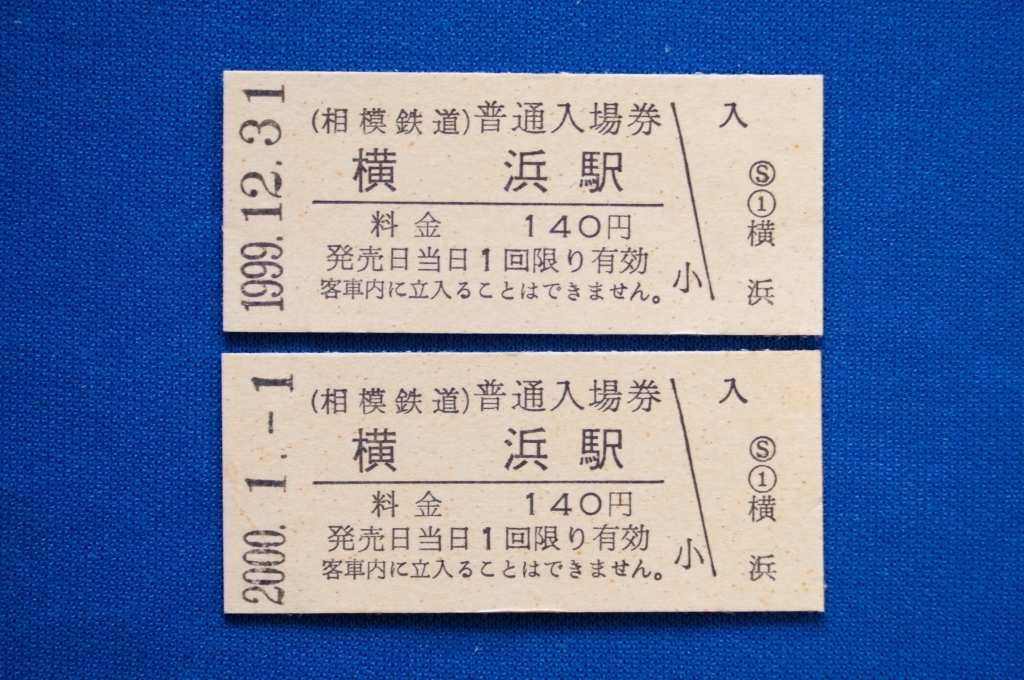 1999.12.31
(相模鉄道)普通入場券
横 浜駅
料金 140円
発売日当日1回限り有効
客車内に立入ることはできません。
小
入
Ⓢ
①
横
浜
2000. 1.-1
(相模鉄道)普通入場券
横 浜駅
料金 140円
発売日当日1回限り有効
客車内に立入ることはできません。
小
入
Ⓢ
①
横
浜